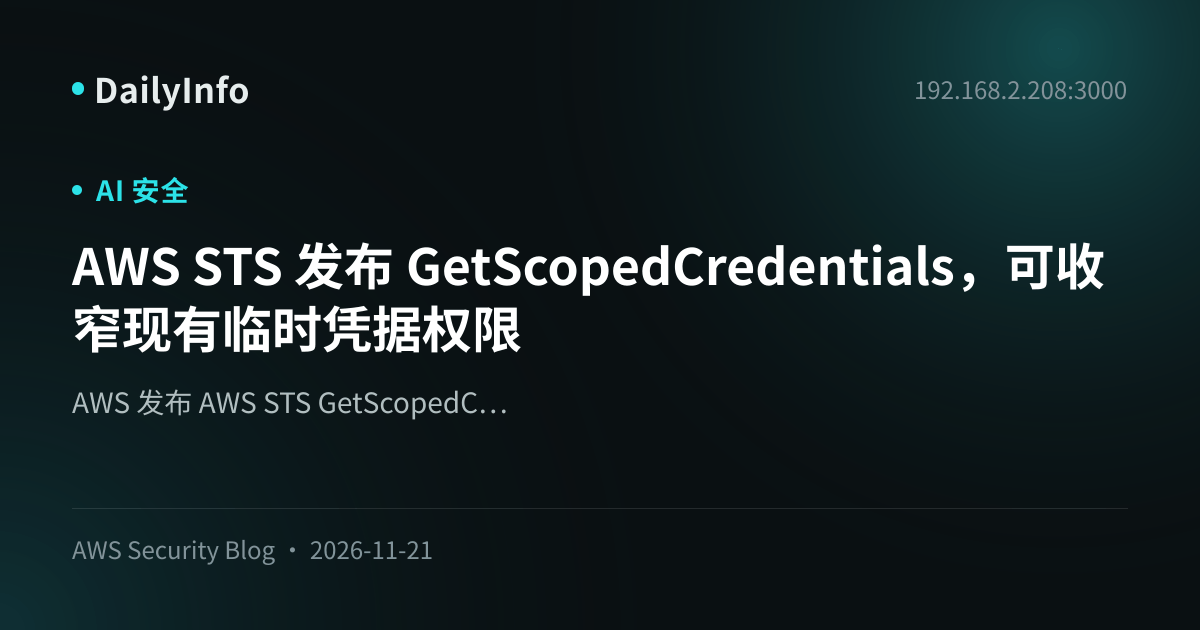 DailyInfo
192.168.2.208:3000
AI 安全
AWS STS 发布 GetScopedCredentials，可收
窄现有临时凭据权限
AWS 发布 AWS STS GetScopedC…
AWS Security Blog · 2026-11-21